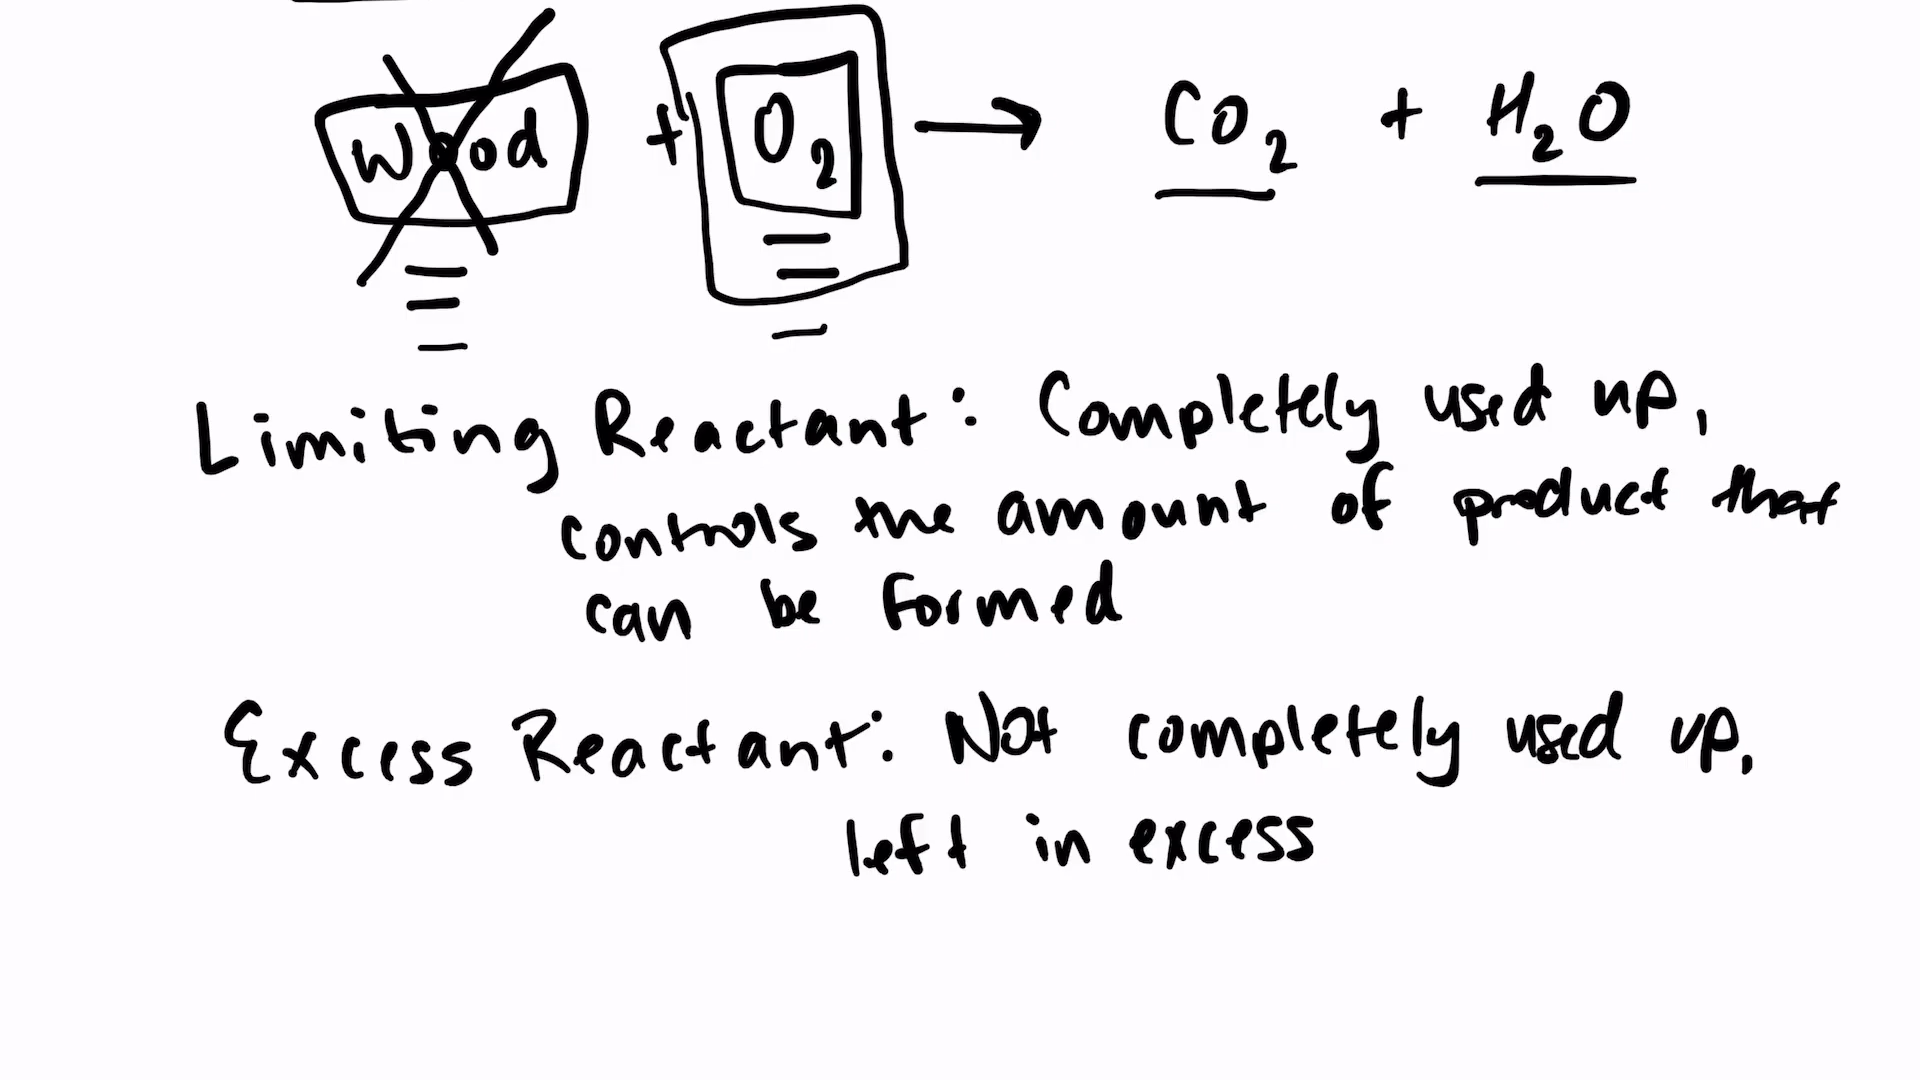 Wood + O₂ → CO₂ + H₂O
Limiting Reactant: Completely used up,
controls the amount of product that
can be formed
Excess Reactant: Not completely used up,
left in excess